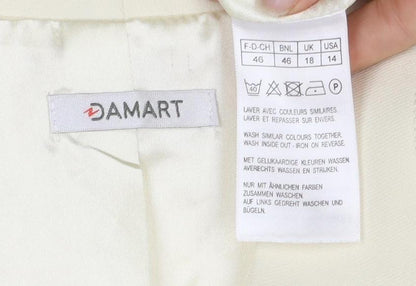 DAMART
F-D-CH BNL UK USA
46 46 18 14
40 P
LAVER AVEC COULEURS SIMILAIRES.
LAVER ET REPASSER SUR ENVERS.
WASH SIMILAR COLOURS TOGETHER.
WASH INSIDE OUT - IRON ON REVERSE.
MET GELIJKAARDIGE KLEUREN WASSEN
AVERECHTS WASSEN EN STRIJKEN.
NUR MIT ÄHNLICHEN FARBEN
ZUSAMMEN WASCHEN
AUF LINKS GEDREHT WASCHEN UND
BÜGELN.